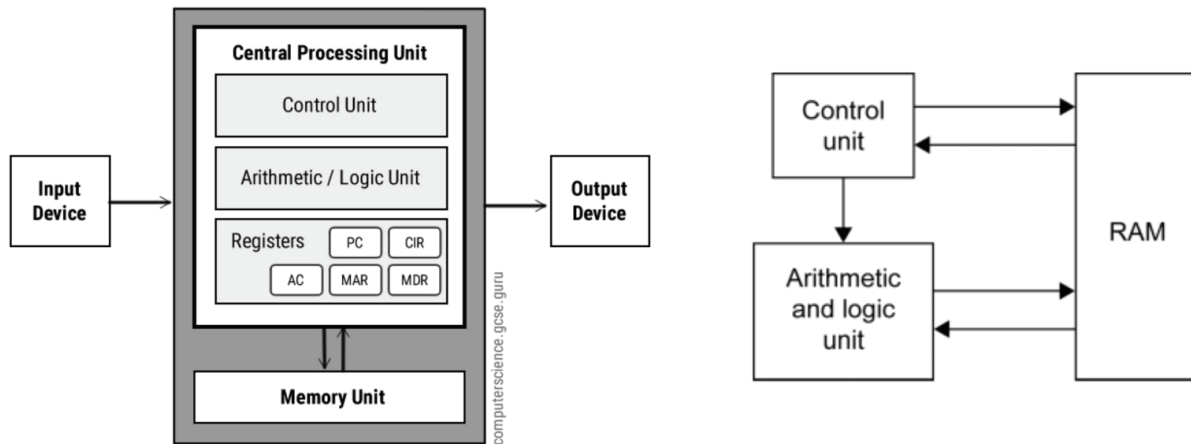 Central Processing Unit
Control Unit
Arithmetic / Logic Unit
Registers
PC
CIR
AC
MAR
MDR
Input
Device
Output
Device
Memory Unit
computerscience.gcse.guru
Control
unit
Arithmetic
and logic
unit
RAM